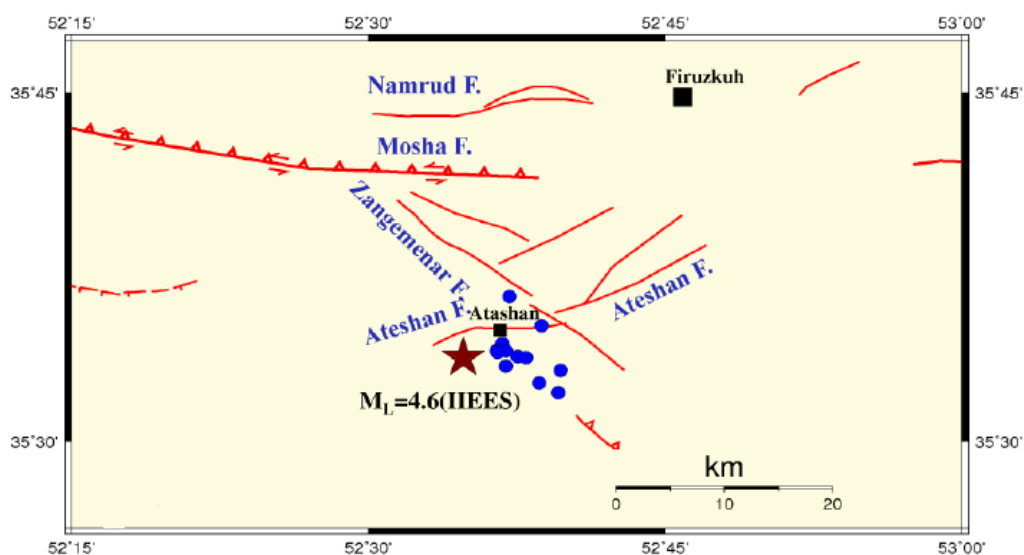 52˚15' 52˚30' 52˚45' 53˚00'
35˚45' 35˚45'
Firuzkuh
Namrud F.
Mosha F.
Zangemenar F.
Ateshan F.
Ateshan F.
Atashan
M_L=4.6(IIEES)
35˚30' 35˚30'
km
0 10 20
52˚15' 52˚30' 52˚45' 53˚00'